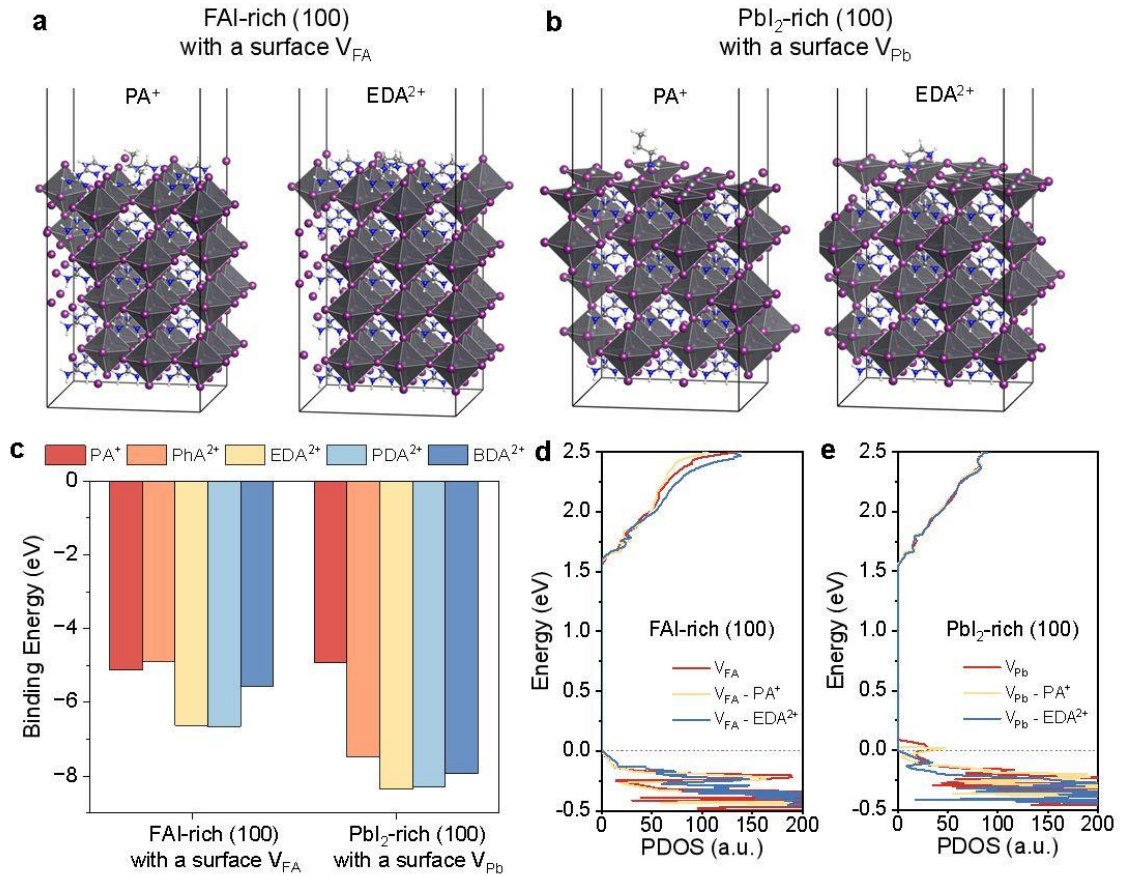 a
FAI-rich (100)
with a surface V_FA
PA⁺
EDA²⁺
b
PbI₂-rich (100)
with a surface V_Pb
PA⁺
EDA²⁺
c
PA⁺ PhA²⁺ EDA²⁺ PDA²⁺ BDA²⁺
Binding Energy (eV)
0
−2
−4
−6
−8
FAI-rich (100)
with a surface V_FA
PbI₂-rich (100)
with a surface V_Pb
d
Energy (eV)
2.5
2.0
1.5
1.0
0.5
0.0
-0.5
FAI-rich (100)
V_FA
V_FA - PA⁺
V_FA - EDA²⁺
0 50 100 150 200
PDOS (a.u.)
e
Energy (eV)
2.5
2.0
1.5
1.0
0.5
0.0
-0.5
PbI₂-rich (100)
V_Pb
V_Pb - PA⁺
V_Pb - EDA²⁺
0 50 100 150 200
PDOS (a.u.)